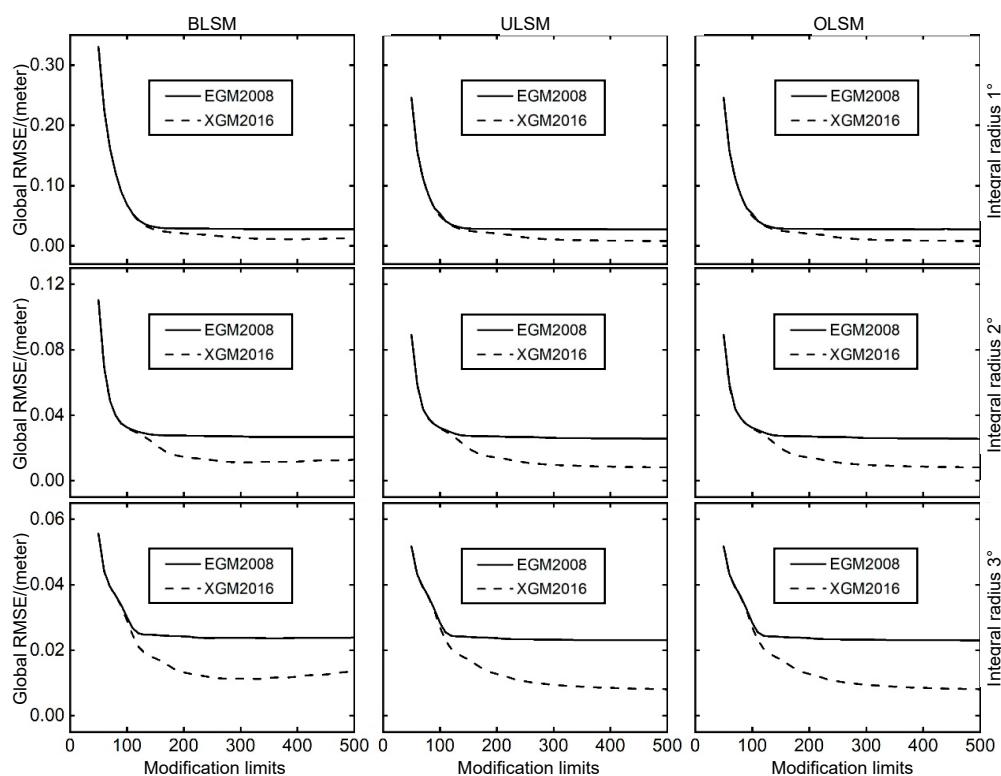 BLSM ULSM OLSM
Global RMSE/(meter)
0.30
0.20
0.10
0.00
EGM2008
XGM2016
EGM2008
XGM2016
EGM2008
XGM2016
Integral radius 1°
Global RMSE/(meter)
0.12
0.08
0.04
0.00
EGM2008
XGM2016
EGM2008
XGM2016
EGM2008
XGM2016
Integral radius 2°
Global RMSE/(meter)
0.06
0.04
0.02
0.00
EGM2008
XGM2016
EGM2008
XGM2016
EGM2008
XGM2016
Integral radius 3°
0 100 200 300 400 500 0 100 200 300 400 500 0 100 200 300 400 500
Modification limits Modification limits Modification limits